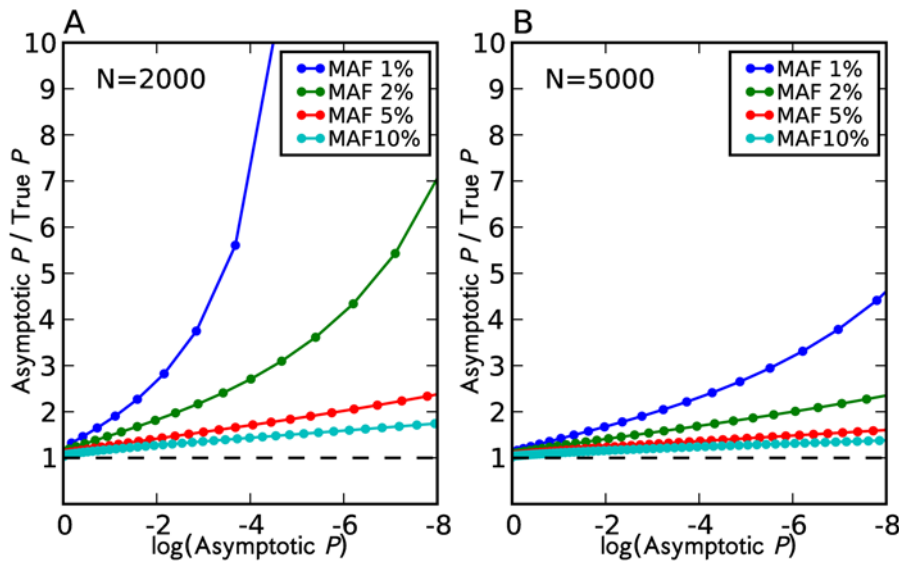 A
N=2000
MAF 1%
MAF 2%
MAF 5%
MAF10%
10
9
8
7
6
5
4
3
2
1
Asymptotic P / True P
0 -2 -4 -6 -8
log(Asymptotic P)
B
N=5000
MAF 1%
MAF 2%
MAF 5%
MAF10%
10
9
8
7
6
5
4
3
2
1
Asymptotic P / True P
0 -2 -4 -6 -8
log(Asymptotic P)